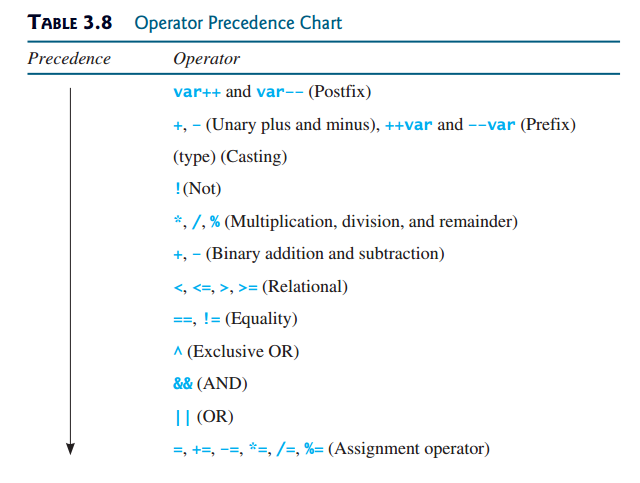 TABLE 3.8 Operator Precedence Chart
Precedence Operator
var++ and var-- (Postfix)
+, - (Unary plus and minus), ++var and --var (Prefix)
(type) (Casting)
!(Not)
*, /, % (Multiplication, division, and remainder)
+, - (Binary addition and subtraction)
<, <=, >, >= (Relational)
==, != (Equality)
^ (Exclusive OR)
&& (AND)
|| (OR)
=, +=, -=, *=, /=, %= (Assignment operator)